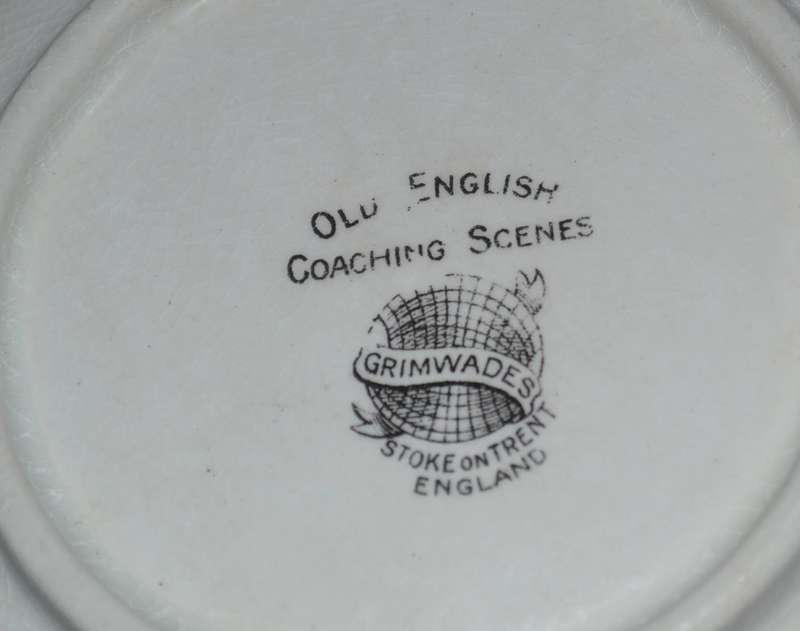 OLD ENGLISH
COACHING SCENES
GRIMWADES
STOKE ON TRENT
ENGLAND